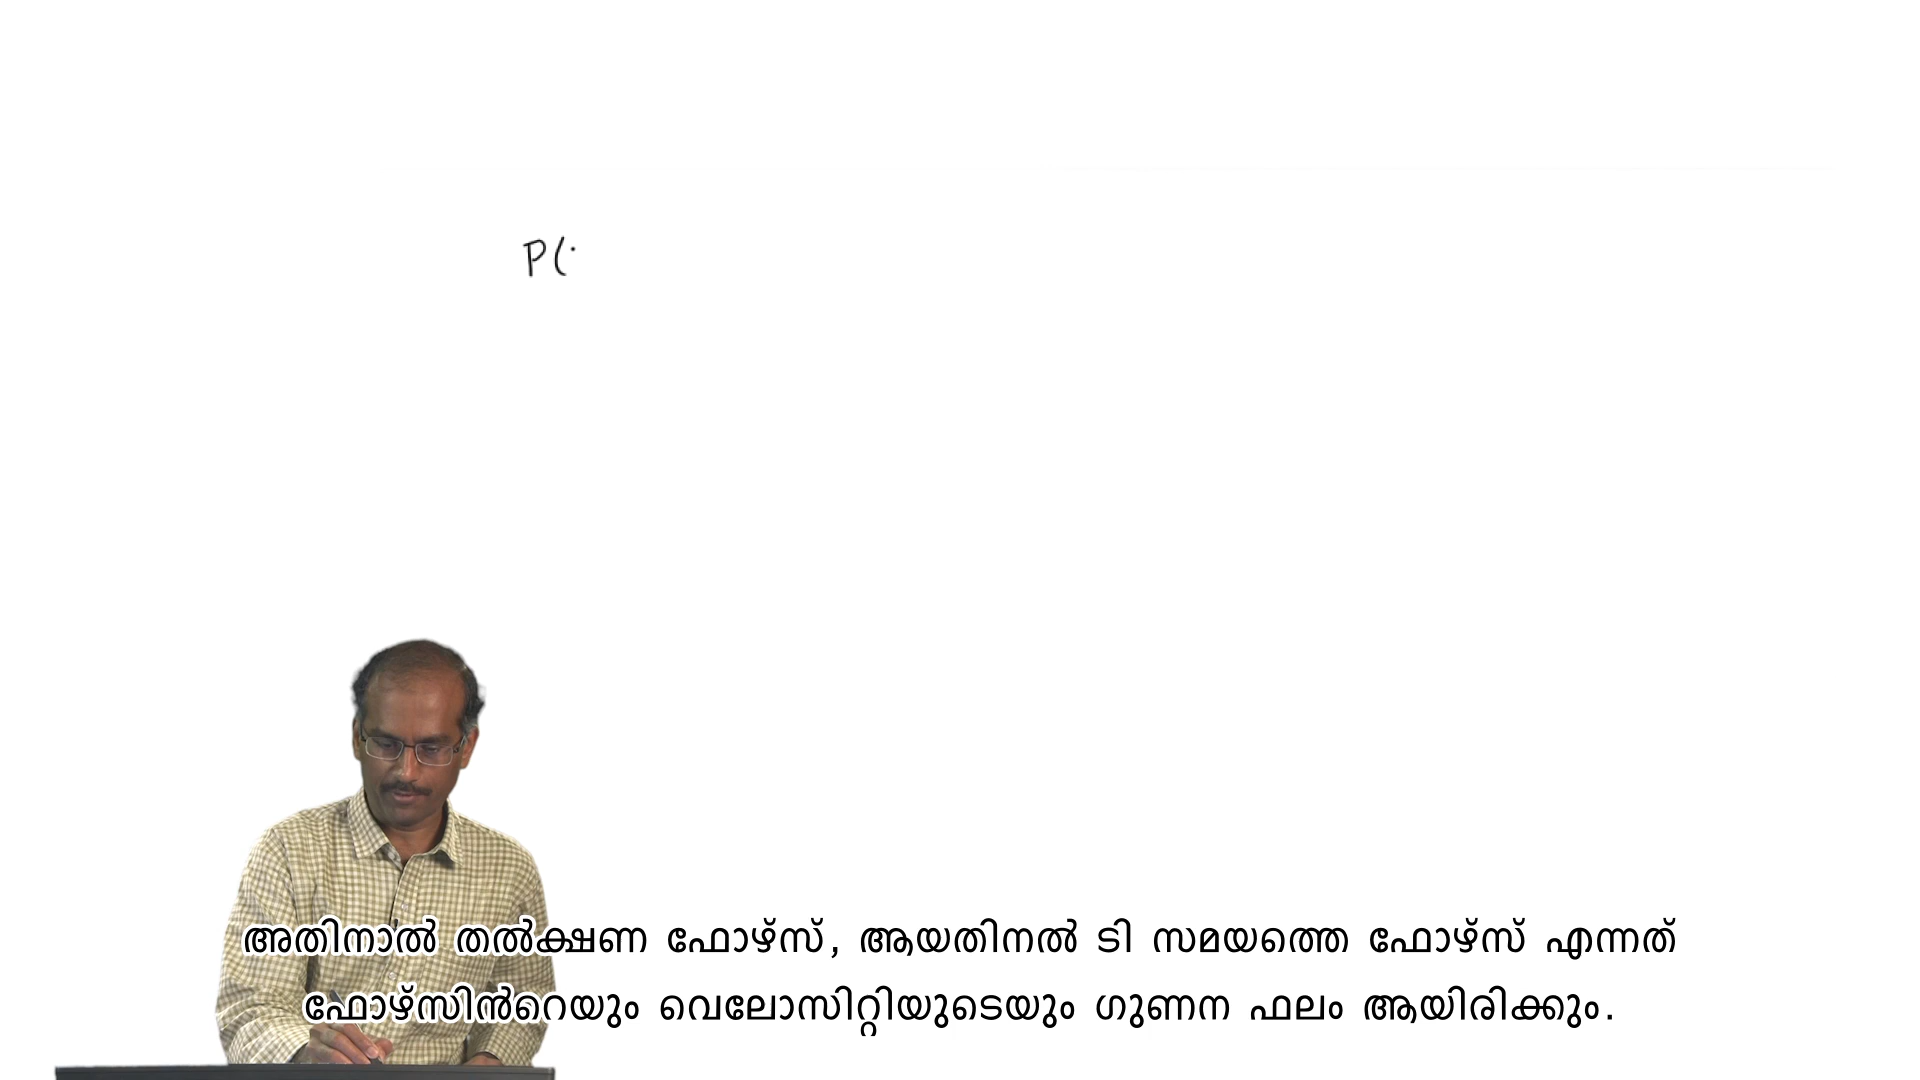 P(
അതിനാൽ തൽക്ഷണ ഫോഴ്സ്, ആയതിനൽ ടി സമയത്തെ ഫോഴ്സ് എന്നത്
ഫോഴ്സിൻറെയും വെലോസിറ്റിയുടെയും ഗുണന ഫലം ആയിരിക്കും.